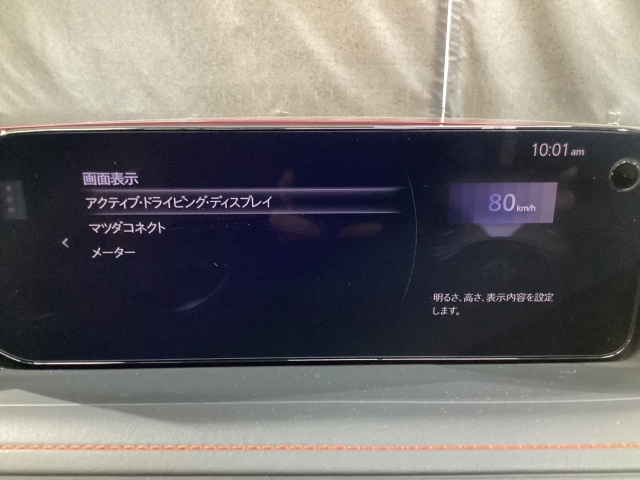 10:01 am
画面表示
アクティブ・ドライビング・ディスプレイ
80 km/h
マツダコネクト
メーター
明るさ、高さ、表示内容を設定
します。